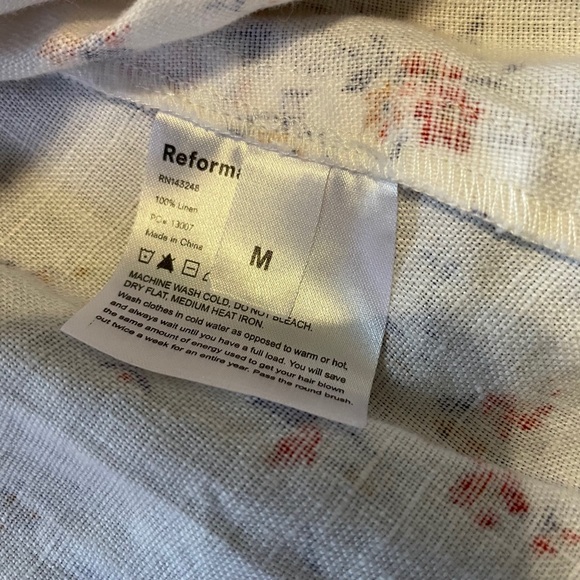 Reforma
RN143248
100% Linen
PO#: 13007
Made in China
M
MACHINE WASH COLD, DO NOT BLEACH.
DRY FLAT, MEDIUM HEAT IRON.
Wash clothes in cold water as opposed to warm or hot,
and always wait until you have a full load. You will save
the same amount of energy used to get your hair blown
out twice a week for an entire year. Pass the round brush.